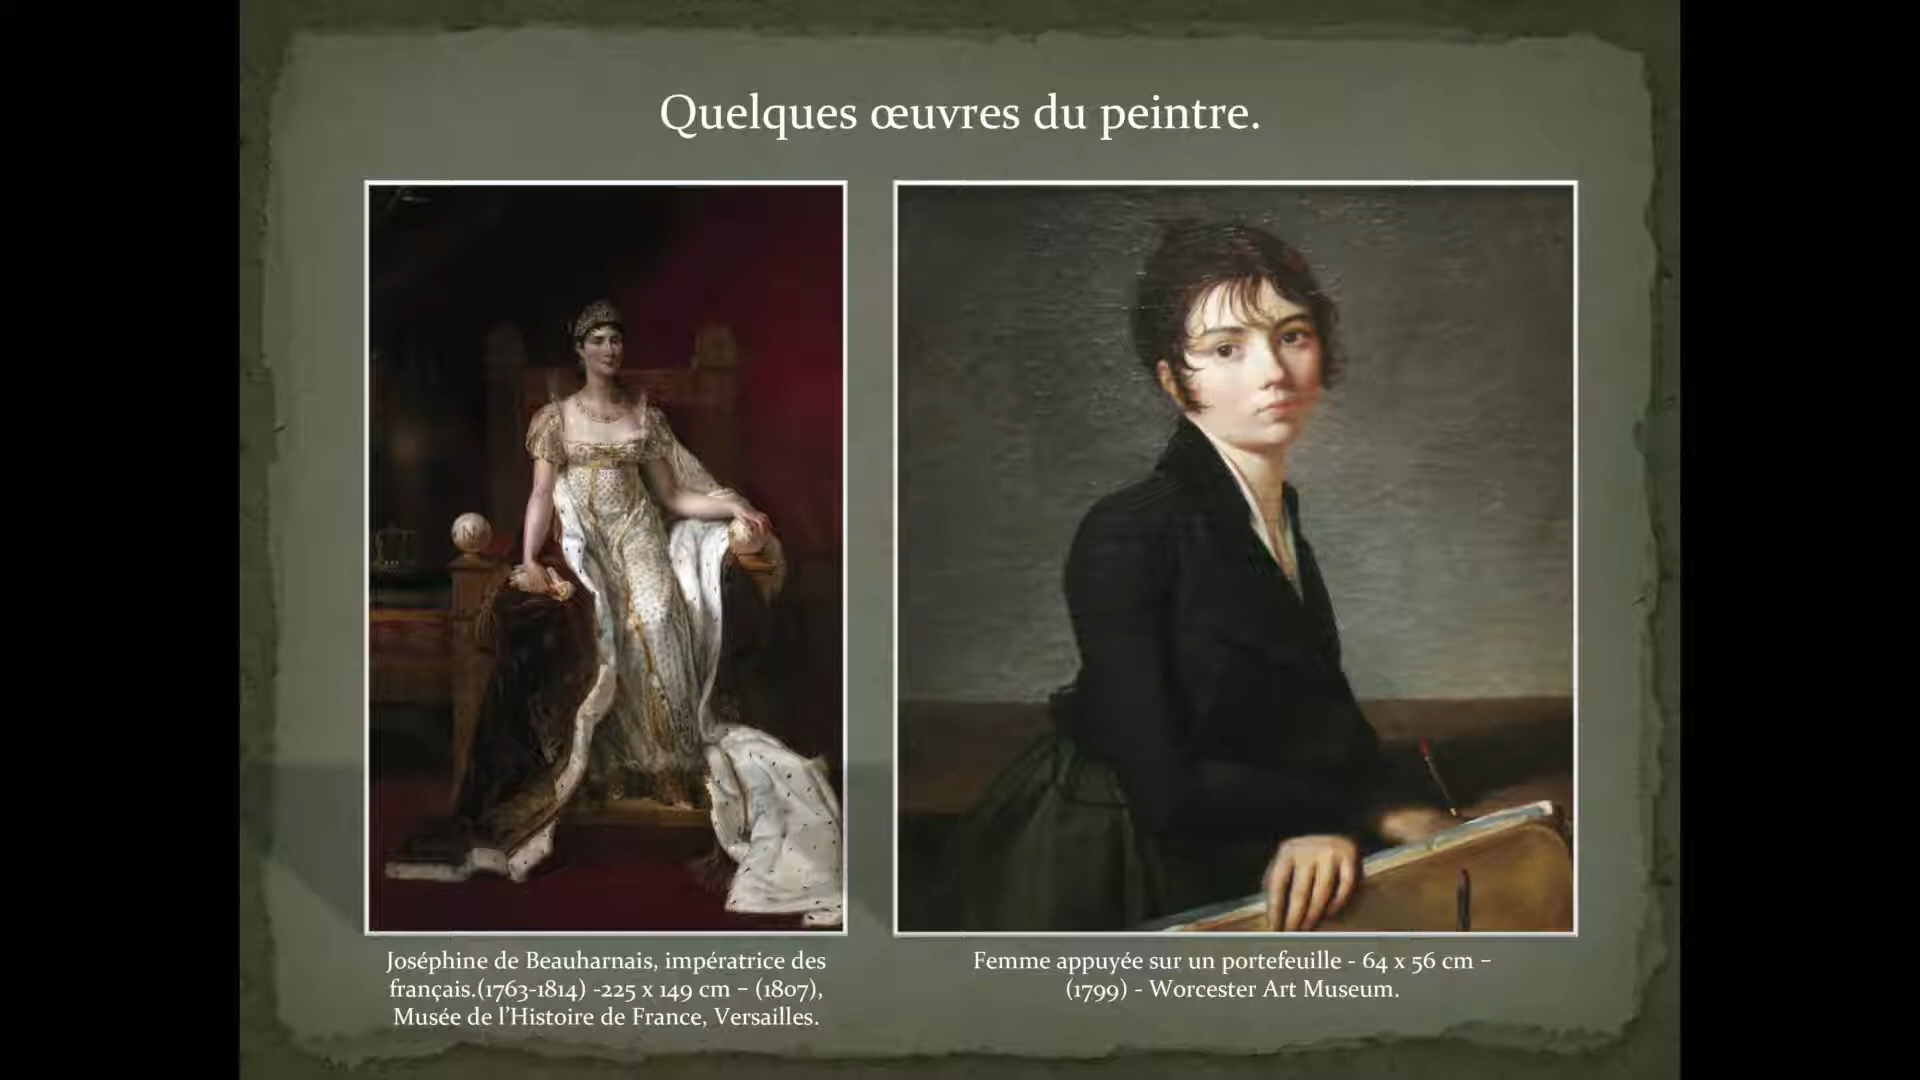 Quelques œuvres du peintre.
N
Joséphine de Beauharnais, impératrice des
français.(1763-1814) -225 x 149 cm – (1807),
Musée de l'Histoire de France, Versailles.
Femme appuyée sur un portefeuille - 64 x 56 cm –
(1799) - Worcester Art Museum.